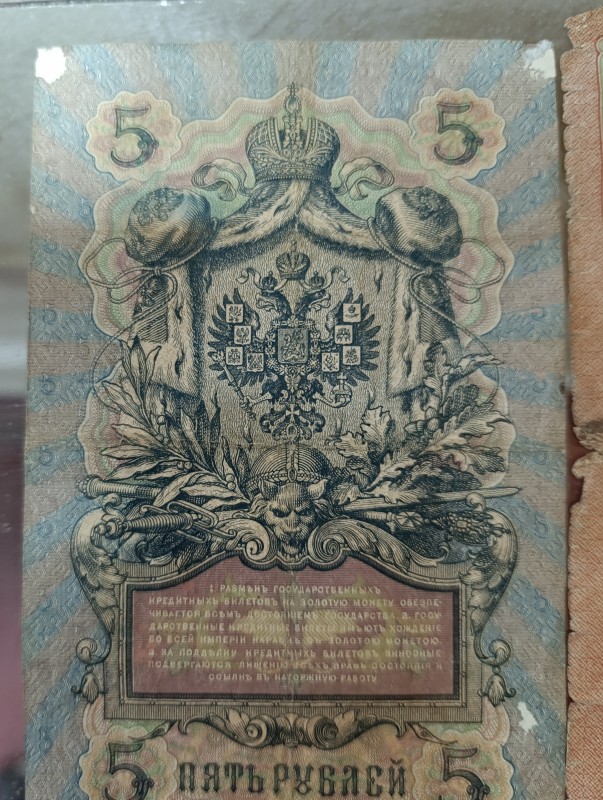 5 5
1. РАЗМѢНЪ ГОСУДАРСТВЕННЫХЪ
КРЕДИТНЫХЪ БИЛЕТОВЪ НА ЗОЛОТУЮ МОНЕТУ ОБЕЗПЕ-
ЧИВАЕТСЯ ВСѢМЪ ДОСТОЯНІЕМЪ ГОСУДАРСТВА. 2. ГОСУ-
ДАРСТВЕННЫЕ КРЕДИТНЫЕ БИЛЕТЫ ИМѢЮТЪ ХОЖДЕНІЕ
ВО ВСЕЙ ИМПЕРІИ НАРАВНѢ СЪ ЗОЛОТОЮ МОНЕТОЮ.
3. ЗА ПОДДѢЛКУ КРЕДИТНЫХЪ БИЛЕТОВЪ ВИНОВНЫЕ
ПОДВЕРГАЮТСЯ ЛИШЕНІЮ ВСѢХЪ ПРАВЪ СОСТОЯНІЯ И
ССЫЛКѢ ВЪ КАТОРЖНУЮ РАБОТУ
5 ПЯТЬ РУБЛЕЙ 5